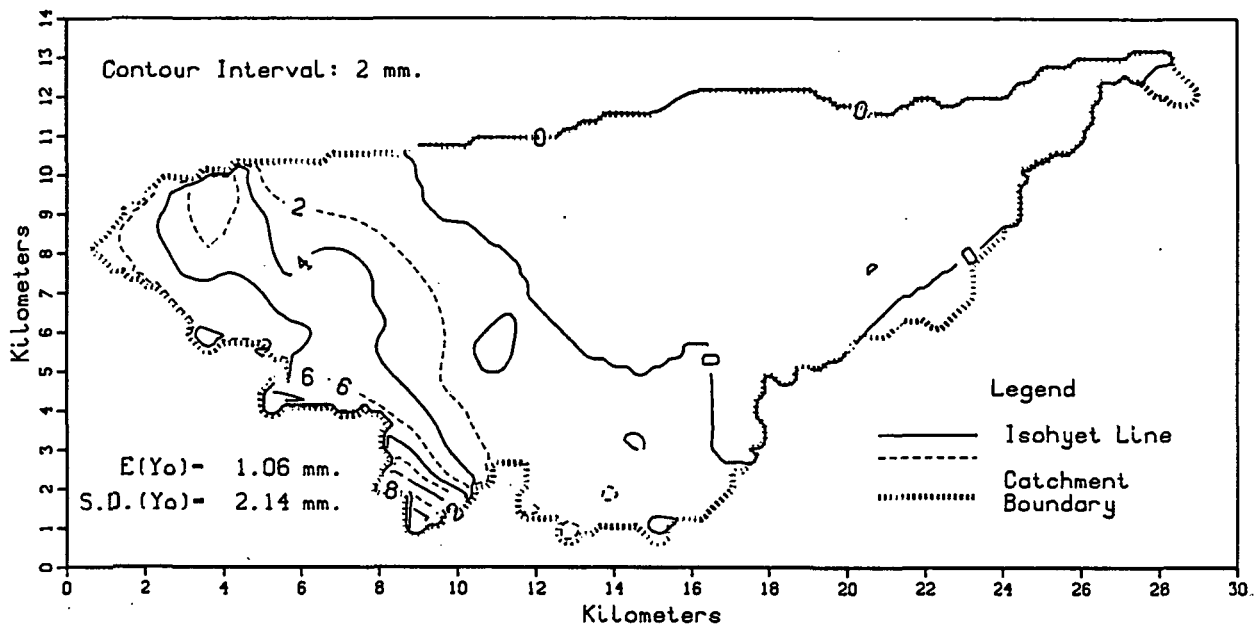 Contour Interval: 2 mm.
0
0
2
4
0
0
2
6
6
8
2
E(Yo)- 1.06 mm.
S.D.(Yo)- 2.14 mm.
Legend
Isohyet Line
Catchment
Boundary
Kilometers
14
13
12
11
10
9
8
7
6
5
4
3
2
1
0
0 2 4 6 8 10 12 14 16 18 20 22 24 26 28 30
Kilometers